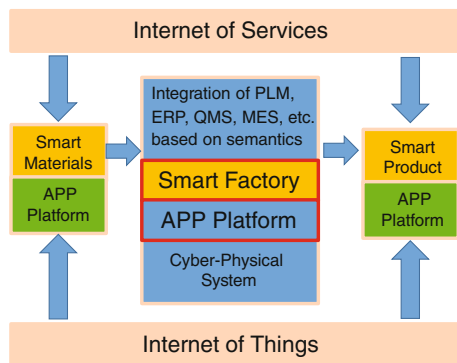 Internet of Services
Integration of PLM,
ERP, QMS, MES, etc.
based on semantics
Smart
Materials
APP
Platform
Smart Factory
APP Platform
Cyber-Physical
System
Smart
Product
APP
Platform
Internet of Things